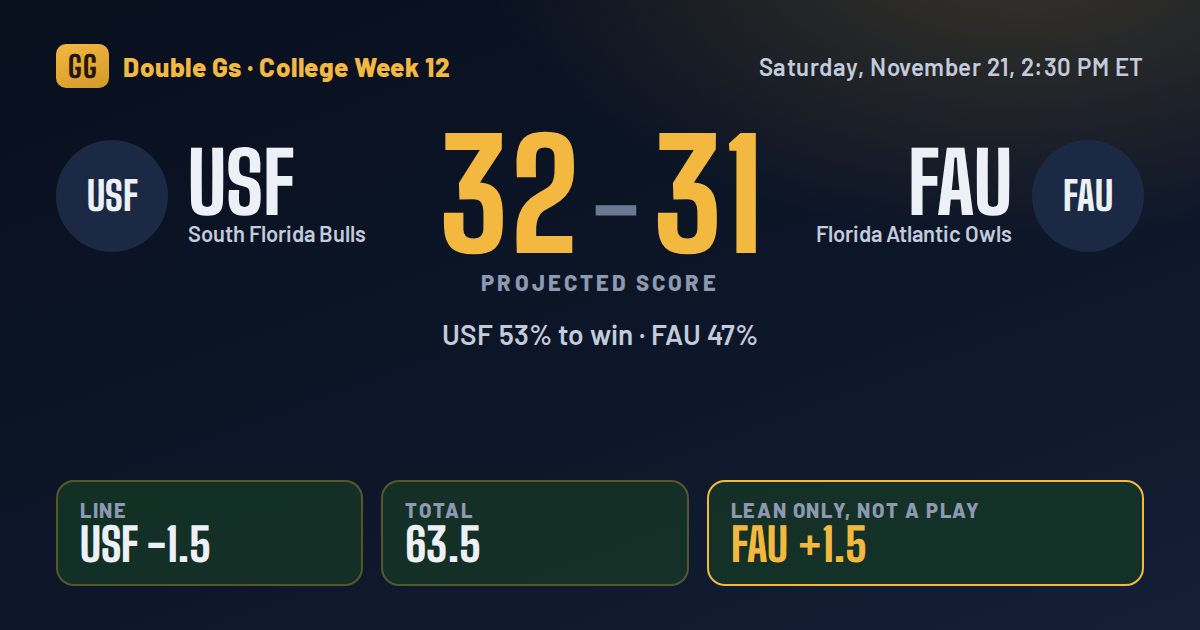 GG Double Gs · College Week 12
Saturday, November 21, 2:30 PM ET
USF
USF
South Florida Bulls
32 – 31
PROJECTED SCORE
USF 53% to win · FAU 47%
FAU
Florida Atlantic Owls
FAU
LINE
USF −1.5
TOTAL
63.5
LEAN ONLY, NOT A PLAY
FAU +1.5